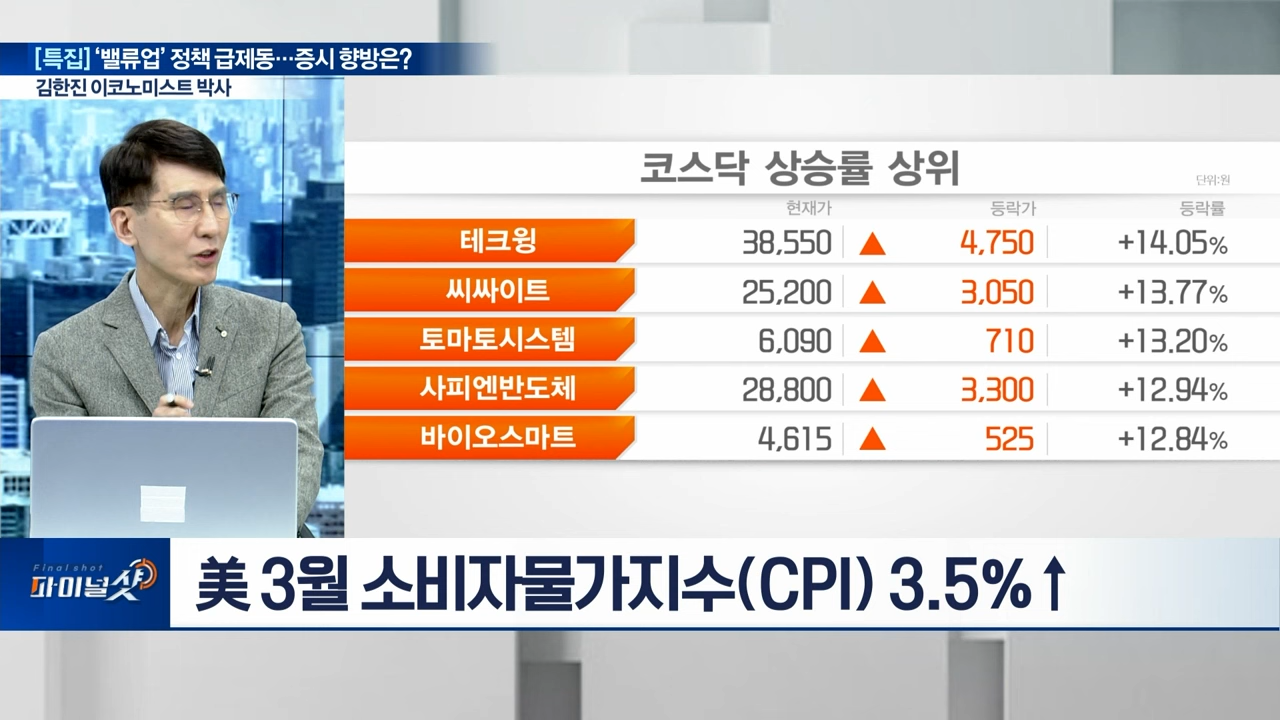 [특집] '밸류업' 정책 급제동…증시 향방은?
김한진 이코노미스트 박사
코스닥 상승률 상위
단위:원
현재가 등락가 등락률
테크윙 38,550 ▲ 4,750 +14.05%
씨싸이트 25,200 ▲ 3,050 +13.77%
토마토시스템 6,090 ▲ 710 +13.20%
사피엔반도체 28,800 ▲ 3,300 +12.94%
바이오스마트 4,615 ▲ 525 +12.84%
Final shot
파이널샷
美 3월 소비자물가지수(CPI) 3.5%↑